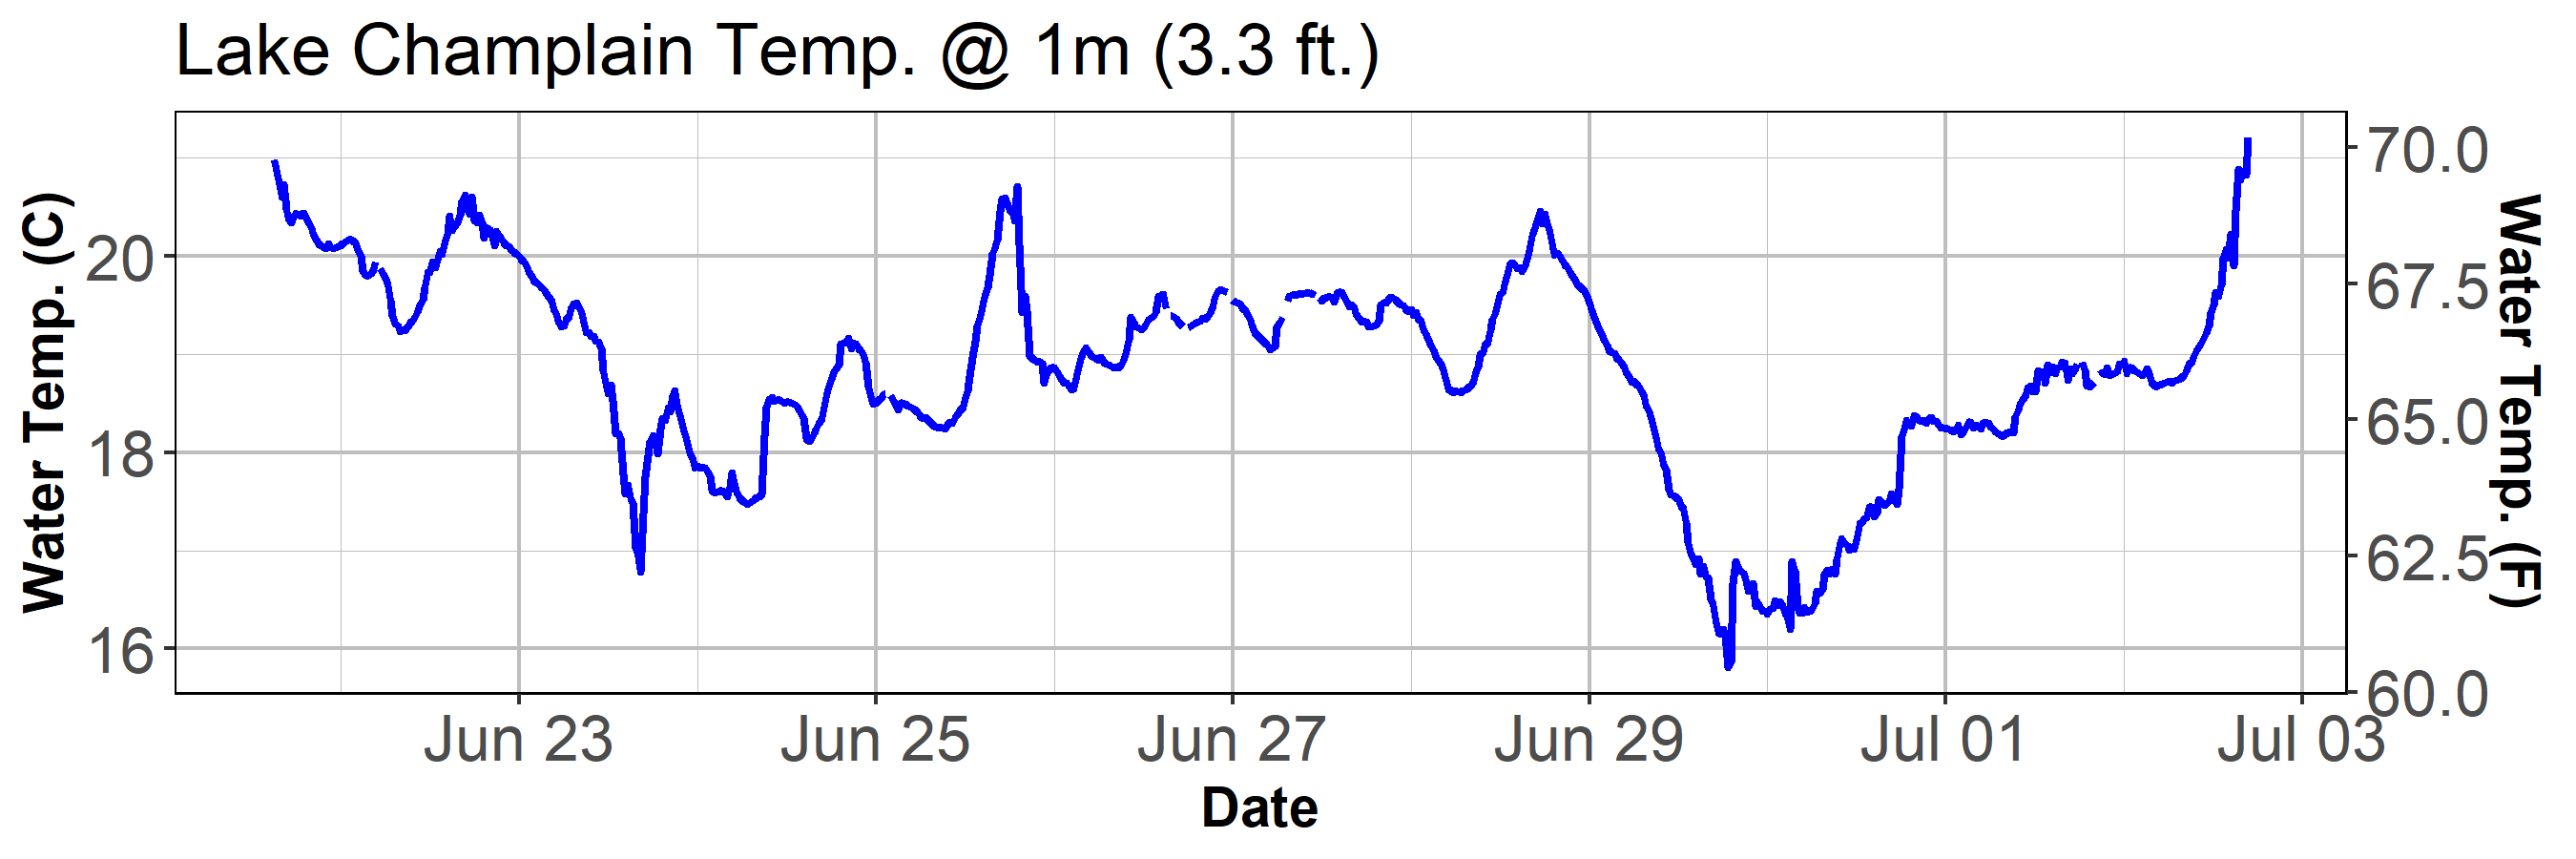 Lake Champlain Temp. @ 1m (3.3 ft.)
Water Temp. (C)
20
18
16
70.0
67.5
65.0
62.5
60.0
Water Temp. (F)
Jun 23 Jun 25 Jun 27 Jun 29 Jul 01 Jul 03
Date